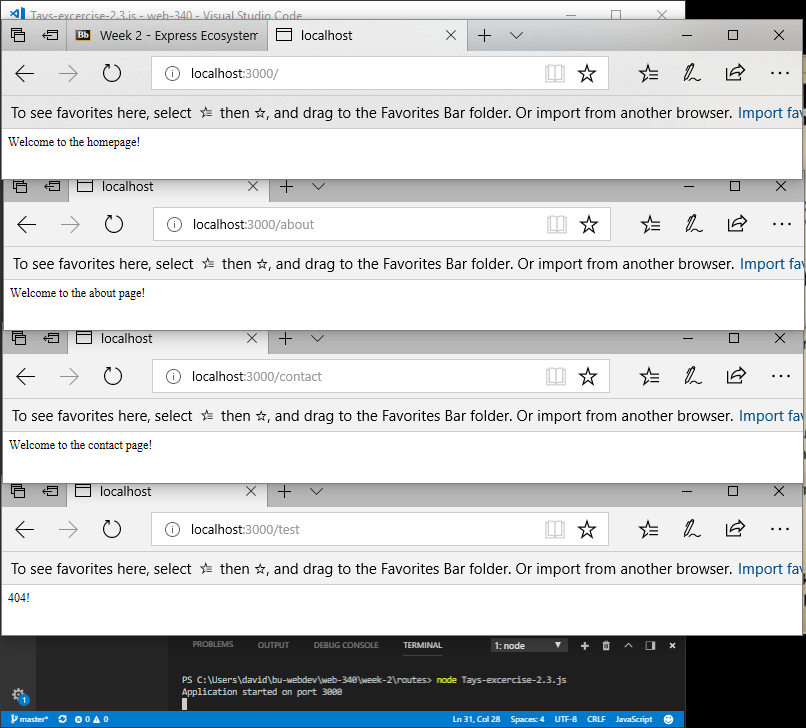 Tays-excercise-2.3.js - web-340 - Visual Studio Code
Bb Week 2 - Express Ecosystem
localhost
localhost:3000/
To see favorites here, select then , and drag to the Favorites Bar folder. Or import from another browser. Import fav
Welcome to the homepage!
localhost
localhost:3000/about
To see favorites here, select then , and drag to the Favorites Bar folder. Or import from another browser. Import fav
Welcome to the about page!
localhost
localhost:3000/contact
To see favorites here, select then , and drag to the Favorites Bar folder. Or import from another browser. Import fav
Welcome to the contact page!
localhost
localhost:3000/test
To see favorites here, select then , and drag to the Favorites Bar folder. Or import from another browser. Import fav
404!
PROBLEMS OUTPUT DEBUG CONSOLE TERMINAL 1: node
PS C:\Users\david\bu-webdev\web-340\week-2\routes> node Tays-excercise-2.3.js
Application started on port 3000
1
master* 0 0 Ln 31, Col 28 Spaces: 4 UTF-8 CRLF JavaScript